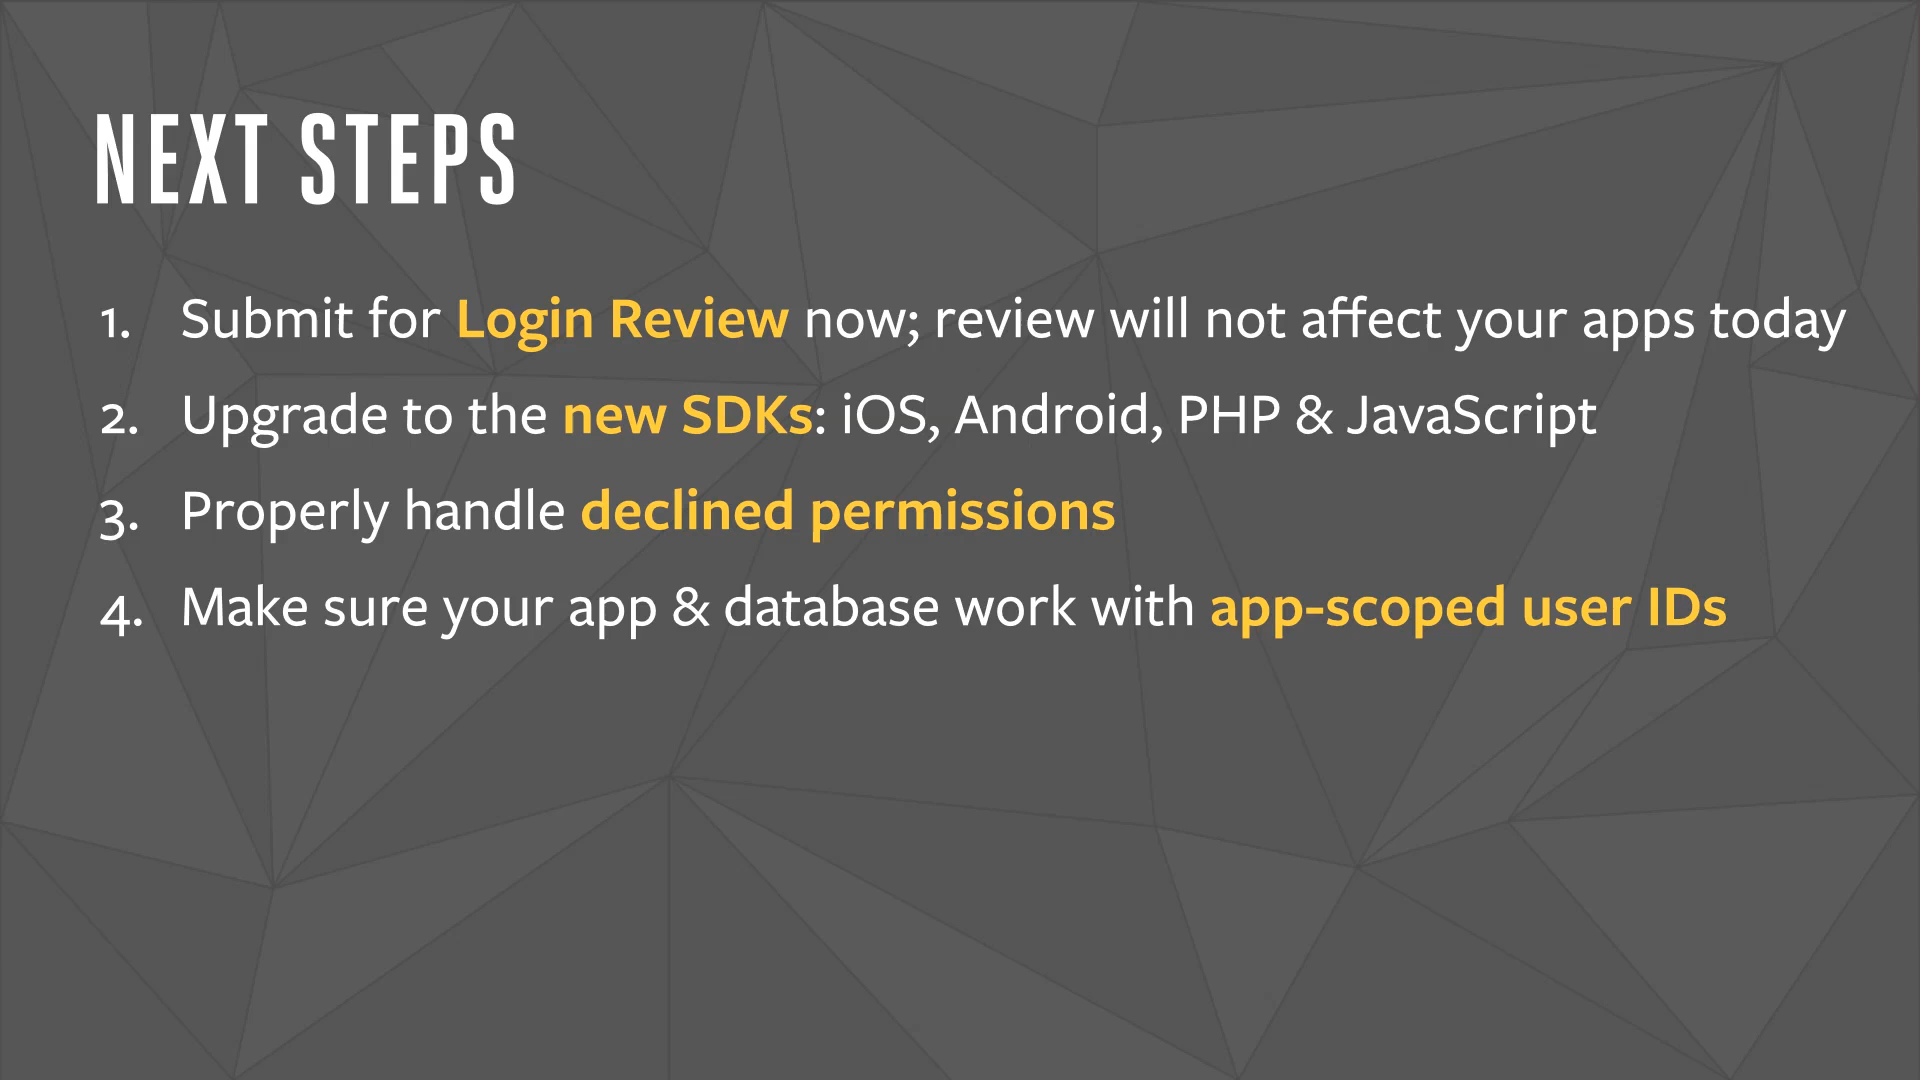 NEXT STEPS
1. Submit for Login Review now; review will not affect your apps today
2. Upgrade to the new SDKs: iOS, Android, PHP & JavaScript
3. Properly handle declined permissions
4. Make sure your app & database work with app-scoped user IDs